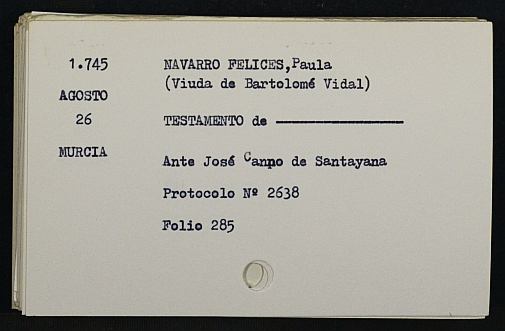 1.745 NAVARRO FELICES,Paula
(Viuda de Bartolomé Vidal)
AGOSTO
26 TESTAMENTO de ————————
MURCIA
Ante José Canpo de Santayana
Protocolo Nº 2638
Folio 285